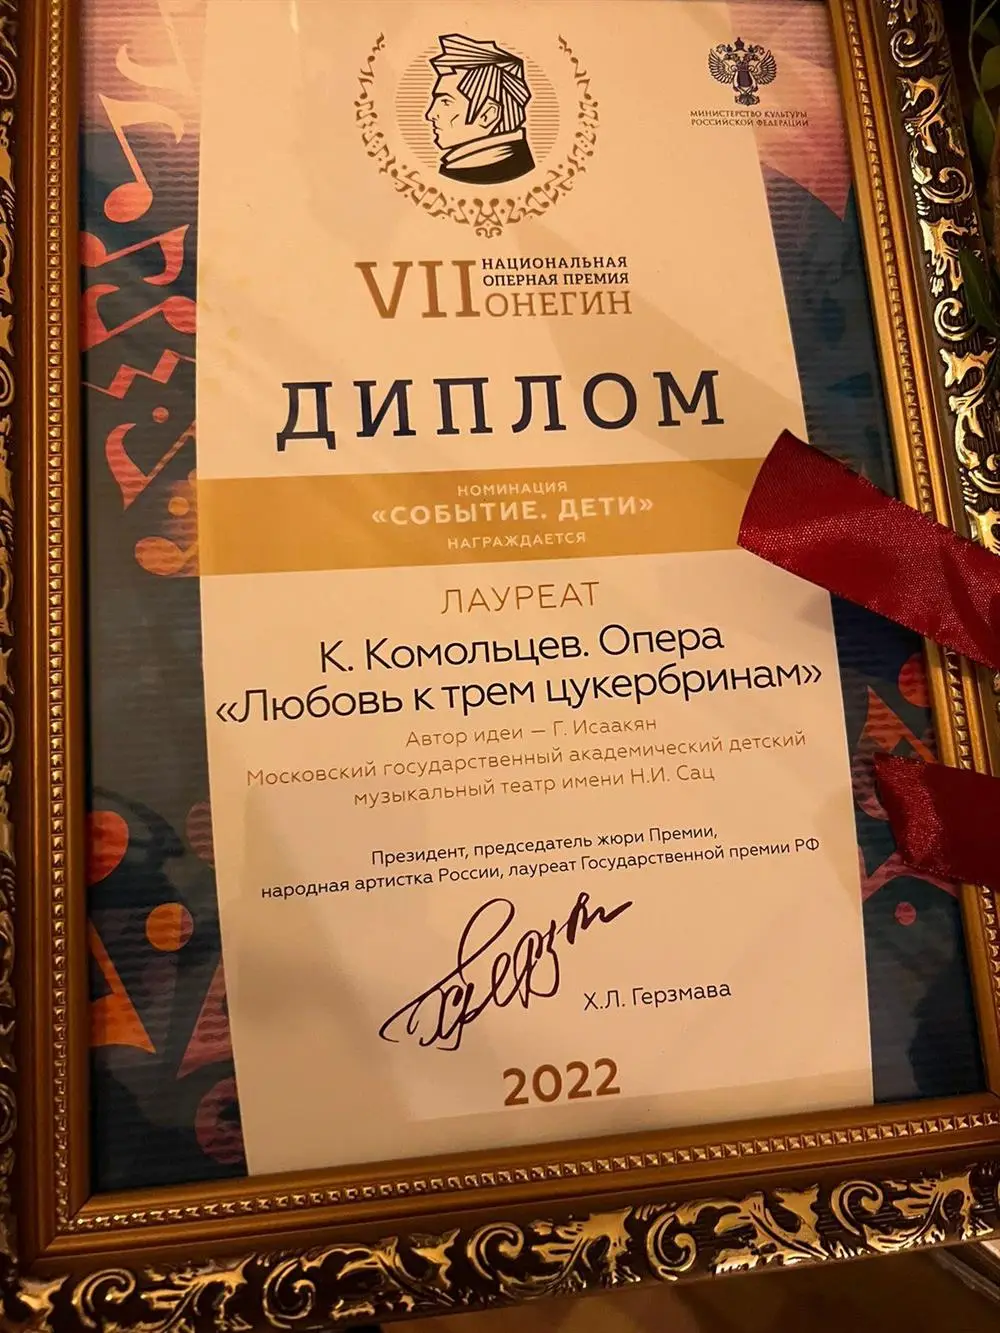 МИНИСТЕРСТВО КУЛЬТУРЫ
РОССИЙСКОЙ ФЕДЕРАЦИИ
VII НАЦИОНАЛЬНАЯ
ОПЕРНАЯ ПРЕМИЯ
ОНЕГИН
ДИПЛОМ
НОМИНАЦИЯ
«СОБЫТИЕ. ДЕТИ»
НАГРАЖДАЕТСЯ
ЛАУРЕАТ
К. Комольцев. Опера
«Любовь к трем цукербринам»
Автор идеи — Г. Исаакян
Московский государственный академический детский
музыкальный театр имени Н.И. Сац
Президент, председатель жюри Премии,
народная артистка России, лауреат Государственной премии РФ
Х.Л. Герзмава
2022